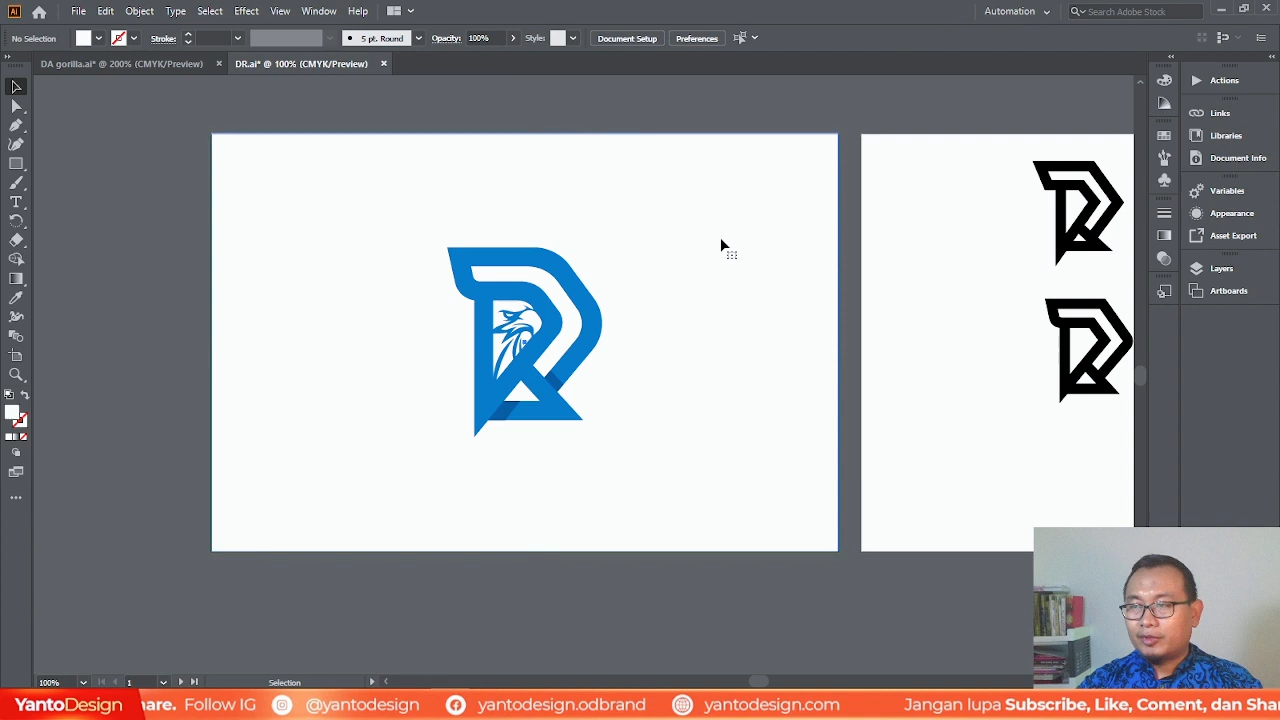 Ai File Edit Object Type Select Effect View Window Help Automation Search Adobe Stock
No Selection Stroke: 5 pt. Round Opacity: 100% Style: Document Setup Preferences
DA gorilla.ai* @ 200% (CMYK/Preview) × DR.ai* @ 100% (CMYK/Preview) ×
Actions
Links
Libraries
Document Info
Variables
Appearance
Asset Export
Layers
Artboards
100% 1 Selection
YantoDesign hare. Follow IG @yantodesign yantodesign.odbrand yantodesign.com Jangan lupa Subscribe, Like, Coment, dan Sha